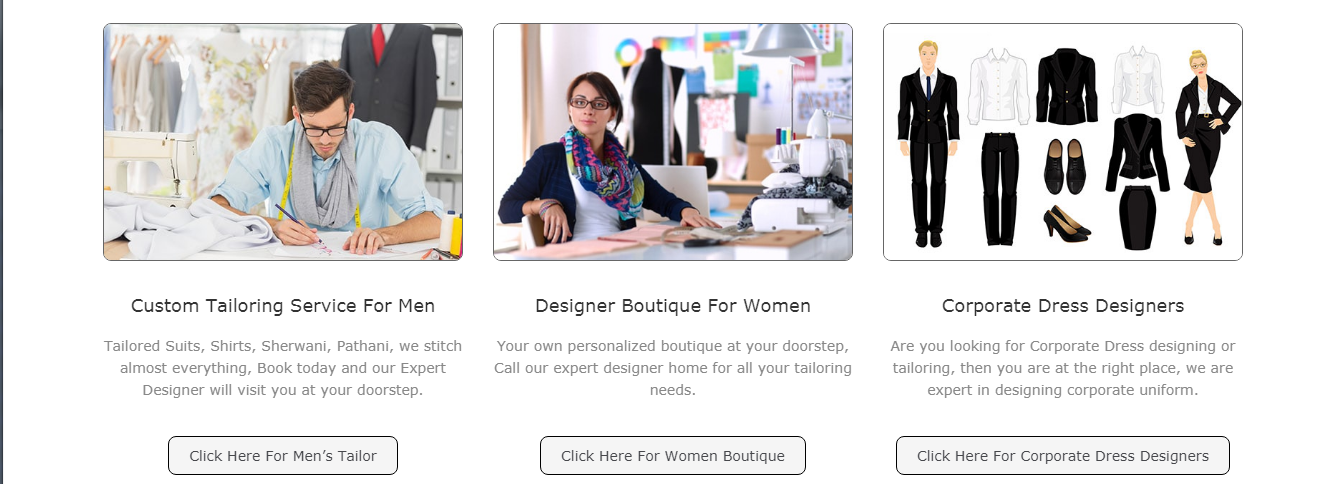 Custom Tailoring Service For Men
Tailored Suits, Shirts, Sherwani, Pathani, we stitch
almost everything, Book today and our Expert
Designer will visit you at your doorstep.
Click Here For Men’s Tailor
Designer Boutique For Women
Your own personalized boutique at your doorstep,
Call our expert designer home for all your tailoring
needs.
Click Here For Women Boutique
Corporate Dress Designers
Are you looking for Corporate Dress designing or
tailoring, then you are at the right place, we are
expert in designing corporate uniform.
Click Here For Corporate Dress Designers